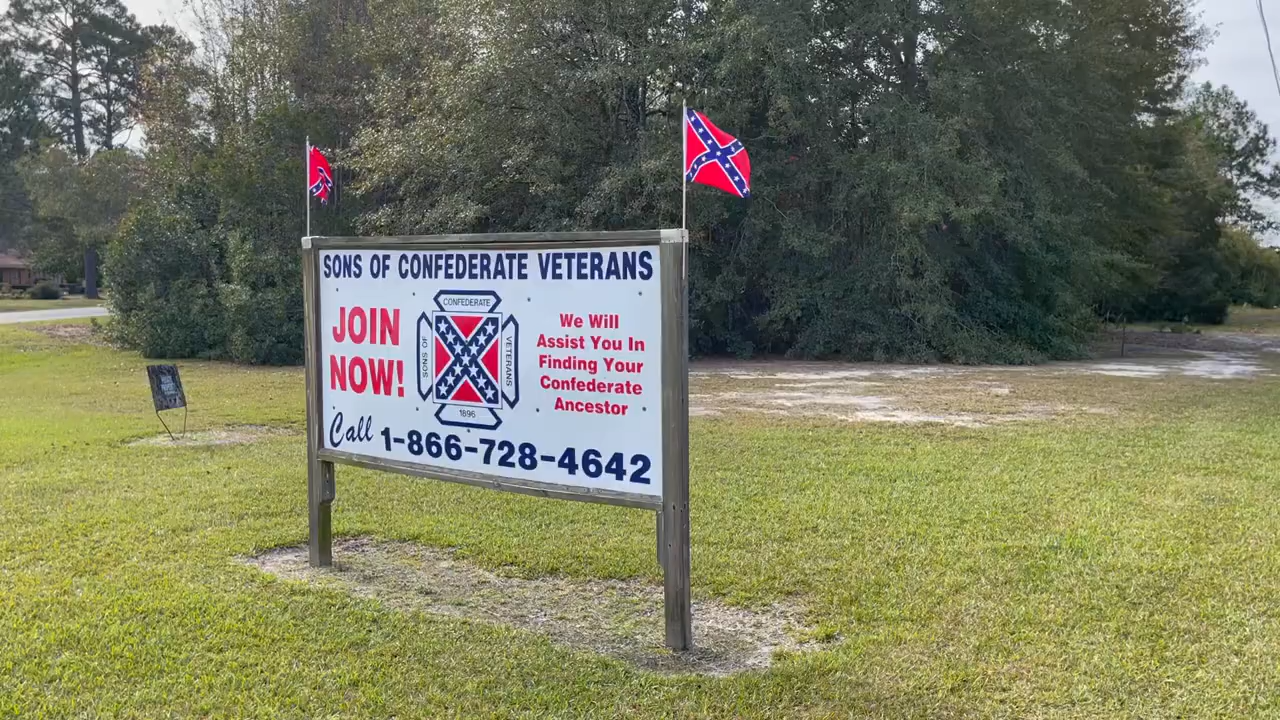 SONS OF CONFEDERATE VETERANS
JOIN
NOW!
CONFEDERATE
SONS OF
VETERANS
1896
We Will
Assist You In
Finding Your
Confederate
Ancestor
Call 1-866-728-4642